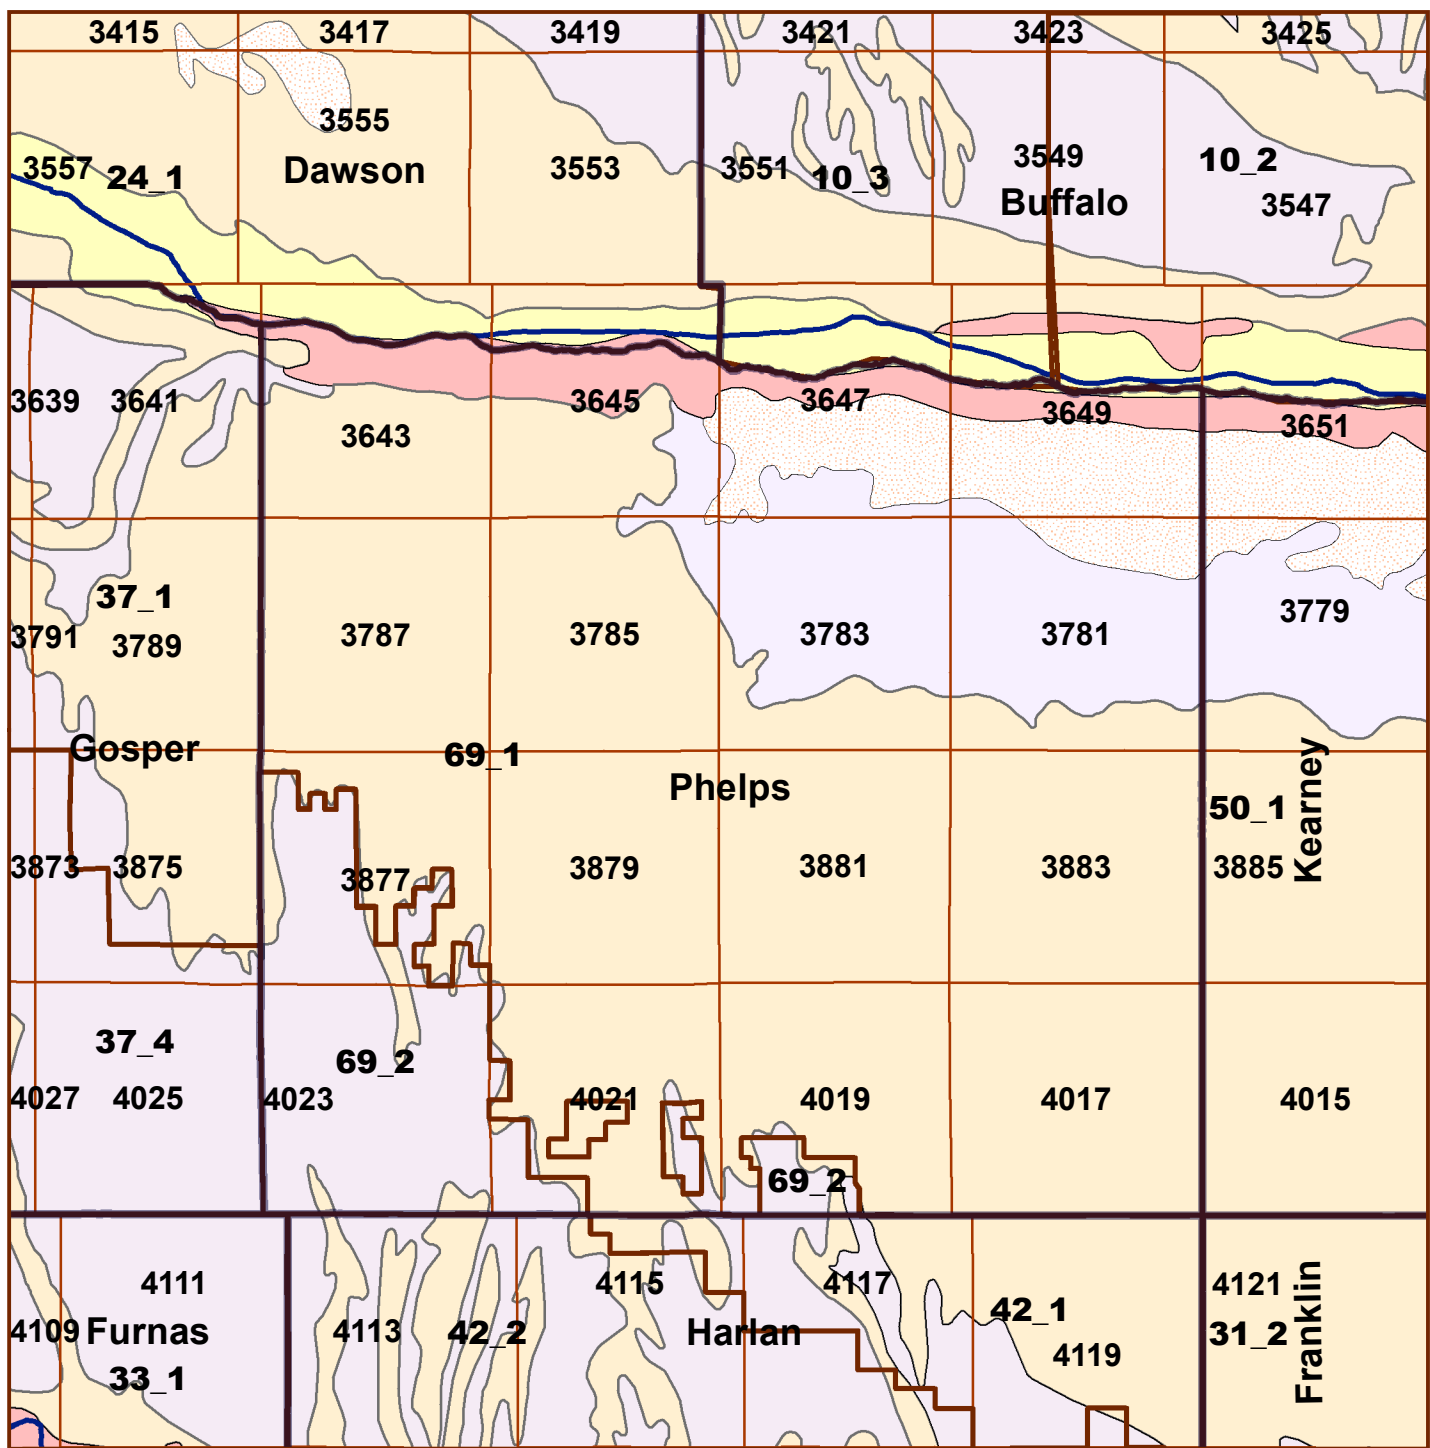 3415 3417 3419 3421 3423 3425
3555
3557 24_1 Dawson 3553 3551 10_3 3549 10_2
Buffalo 3547
3639 3641 3645 3647 3649 3651
3643
37_1 3779
3791 3789 3787 3785 3783 3781
Gosper 69_1
Phelps 50_1 Kearney
3873 3875 3877 3879 3881 3883 3885
37_4 69_2
4027 4025 4023 4021 4019 4017 4015
69_2
4111 4115 4117 4121
4109 Furnas 4113 42_2 Harlan 42_1 31_2 Franklin
33_1 4119